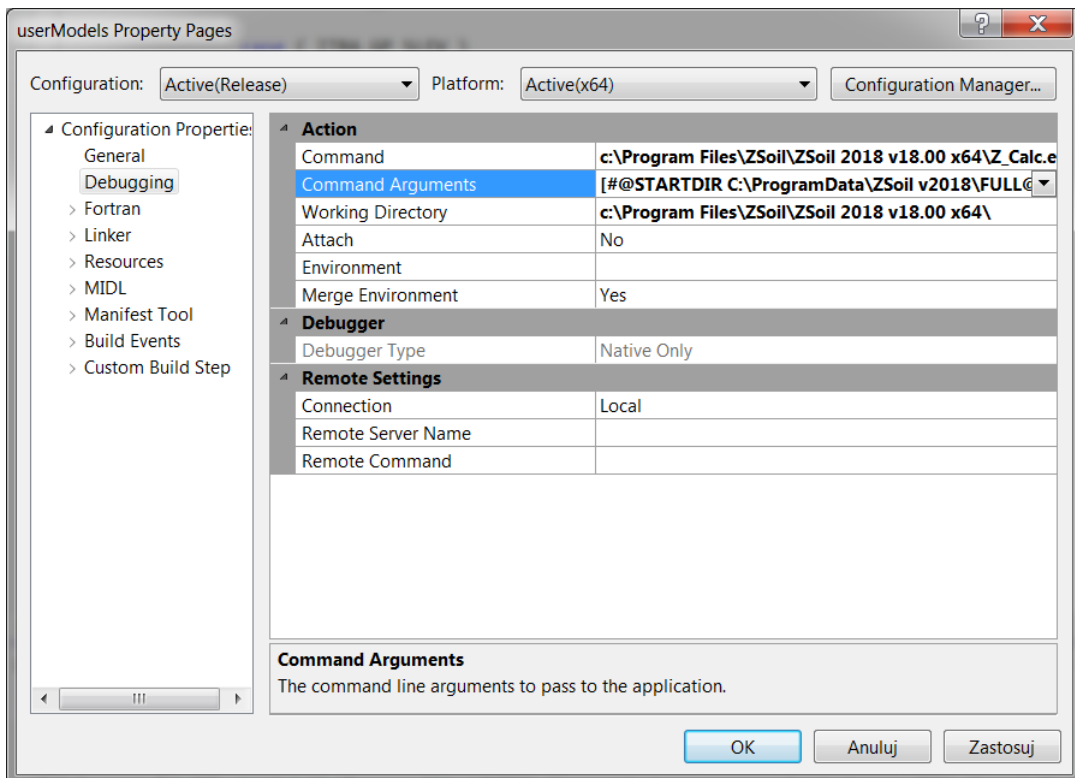 userModels Property Pages
Configuration: Active(Release) Platform: Active(x64) Configuration Manager...
Configuration Propertie
General
Debugging
Fortran
Linker
Resources
MIDL
Manifest Tool
Build Events
Custom Build Step
Action
Command c:\Program Files\ZSoil\ZSoil 2018 v18.00 x64\Z_Calc.e
Command Arguments [#@STARTDIR C:\ProgramData\ZSoil v2018\FULL@
Working Directory c:\Program Files\ZSoil\ZSoil 2018 v18.00 x64\
Attach No
Environment
Merge Environment Yes
Debugger
Debugger Type Native Only
Remote Settings
Connection Local
Remote Server Name
Remote Command
Command Arguments
The command line arguments to pass to the application.
OK Anuluj Zastosuj